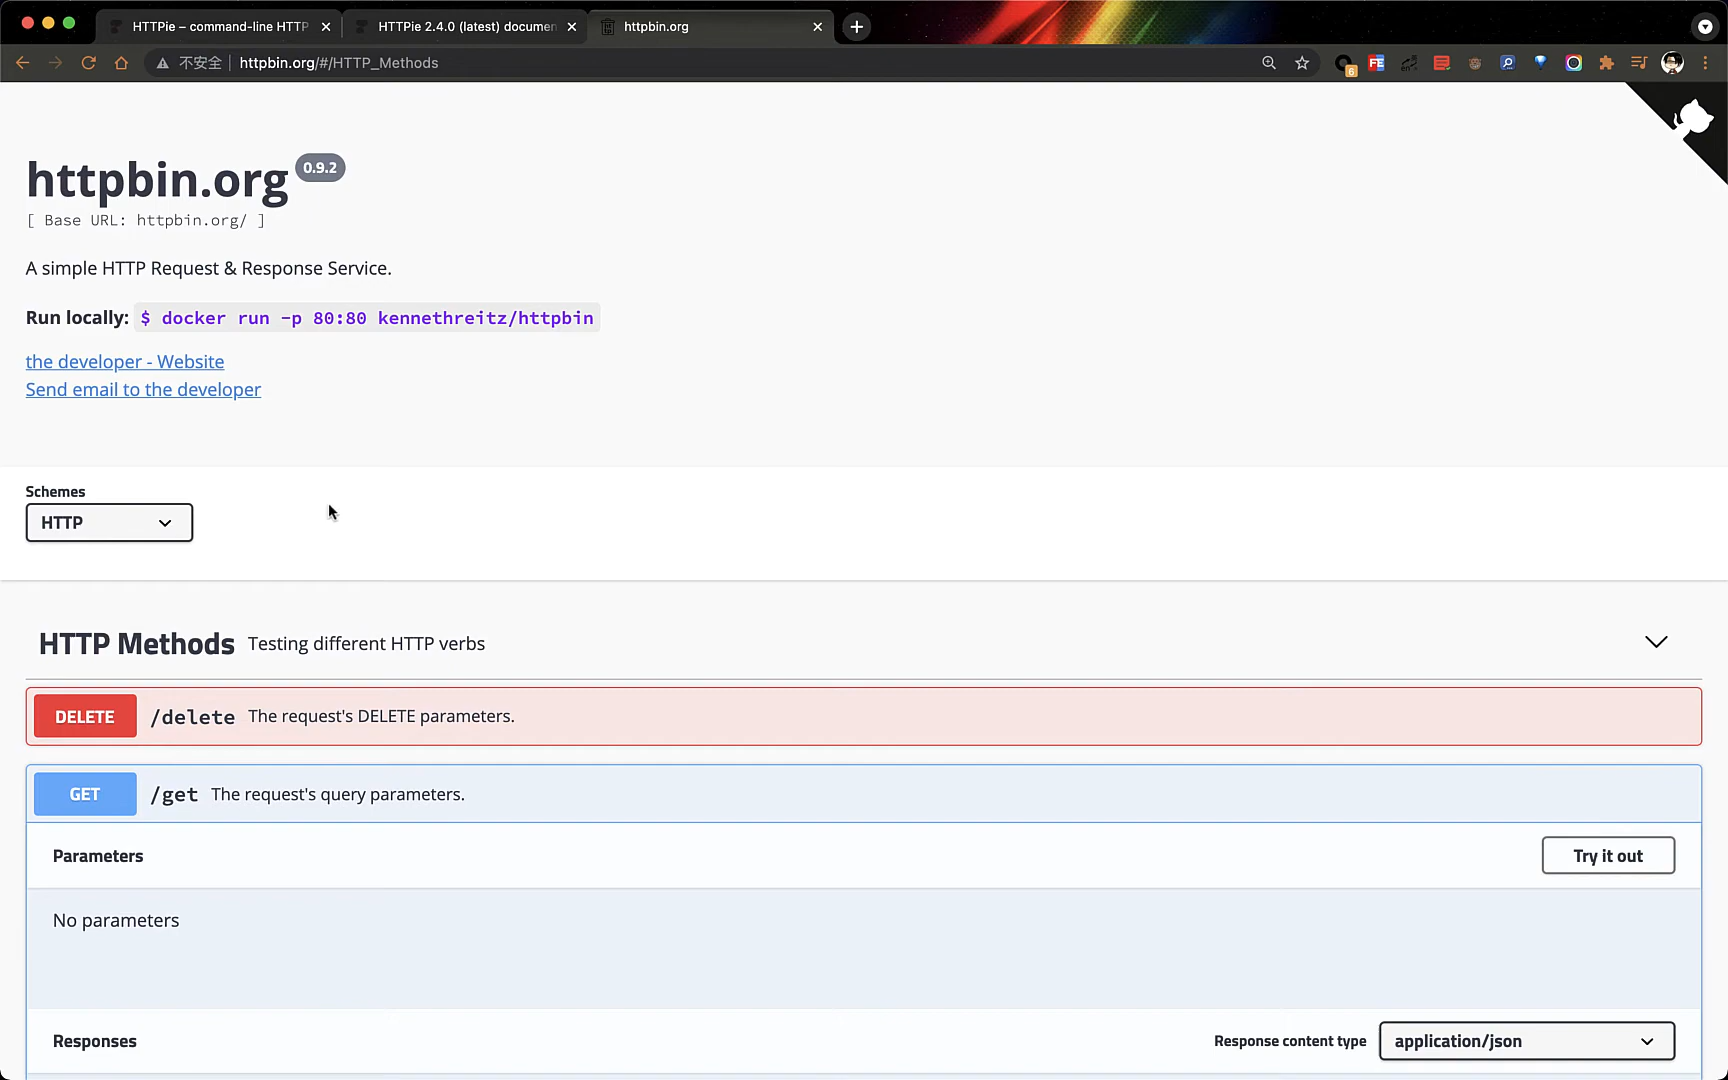 HTTPie – command-line HTTP
HTTPie 2.4.0 (latest) documen
httpbin.org
不安全
httpbin.org/#/HTTP_Methods
6
FE
httpbin.org 0.9.2
[ Base URL: httpbin.org/ ]
A simple HTTP Request & Response Service.
Run locally: $ docker run -p 80:80 kennethreitz/httpbin
the developer - Website
Send email to the developer
Schemes
HTTP
HTTP Methods Testing different HTTP verbs
DELETE /delete The request's DELETE parameters.
GET /get The request's query parameters.
Parameters
Try it out
No parameters
Responses
Response content type
application/json